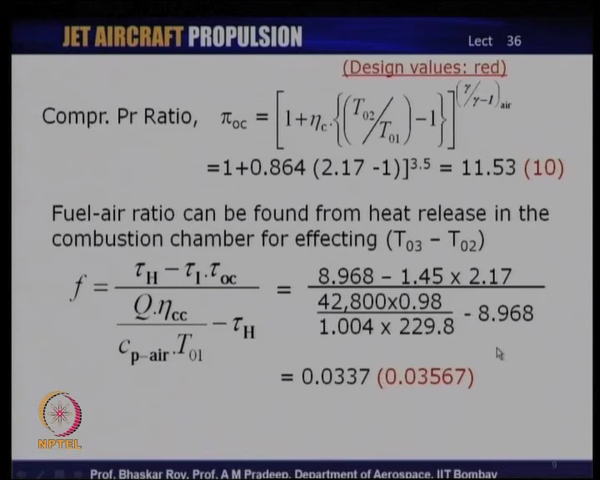 JET AIRCRAFT PROPULSION
Lect 36
(Design values: red)
Compr. Pr Ratio, π_oc = [1+η_c.{(T_02/T_01)−1}]^(γ/γ−1)_air
=1+0.864 (2.17 -1)]^3.5 = 11.53 (10)
Fuel-air ratio can be found from heat release in the
combustion chamber for effecting (T_03 – T_02)
f = (τ_H − τ_I.τ_oc) / (Q.η_cc / c_p−air.T_01 − τ_H) = (8.968 – 1.45 x 2.17) / (42,800x0.98 / 1.004 x 229.8 - 8.968)
= 0.0337 (0.03567)
NPTEL
9
Prof. Bhaskar Roy, Prof. A M Pradeep, Department of Aerospace, IIT Bombay